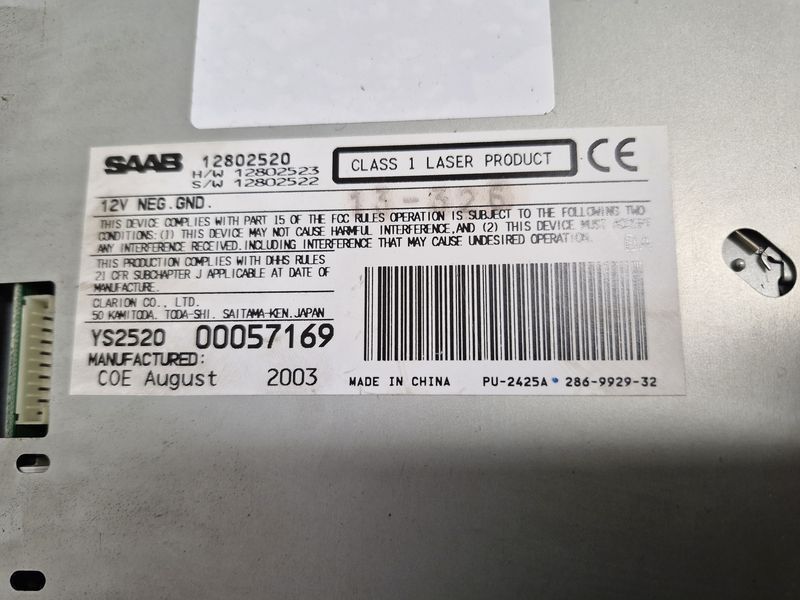 SAAB 12802520
H/W 12802523
S/W 12802522
CLASS 1 LASER PRODUCT
CE
12V NEG.GND.
11-326
THIS DEVICE COMPLIES WITH PART 15 OF THE FCC RULES OPERATION IS SUBJECT TO THE FOLLOWING TWO
CONDITIONS: (1) THIS DEVICE MAY NOT CAUSE HARMFUL INTERFERENCE,AND (2) THIS DEVICE MUST ACCEPT
ANY INTERFERENCE RECEIVED. INCLUDING INTERFERENCE THAT MAY CAUSE UNDESIRED OPERATION.
THIS PRODUCTION COMPLIES WITH DHHS RULES
21 CFR SUBCHAPTER J APPLICABLE AT DATE OF
MANUFACTURE.
CLARION CO., LTD.
50 KAMITODA, TODA-SHI. SAITAMA-KEN.JAPAN
YS2520 00057169
MANUFACTURED:
COE August 2003
MADE IN CHINA PU-2425A 286-9929-32